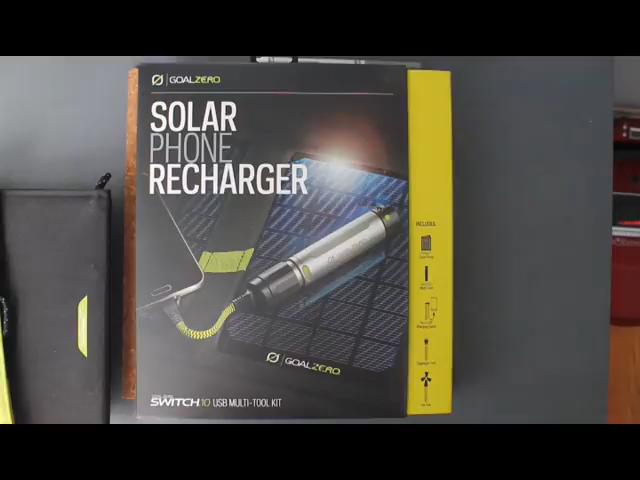 GOALZERO
SOLAR
PHONE
RECHARGER
INCLUDES
GOALZERO
SWITCH 10 USB MULTI-TOOL KIT